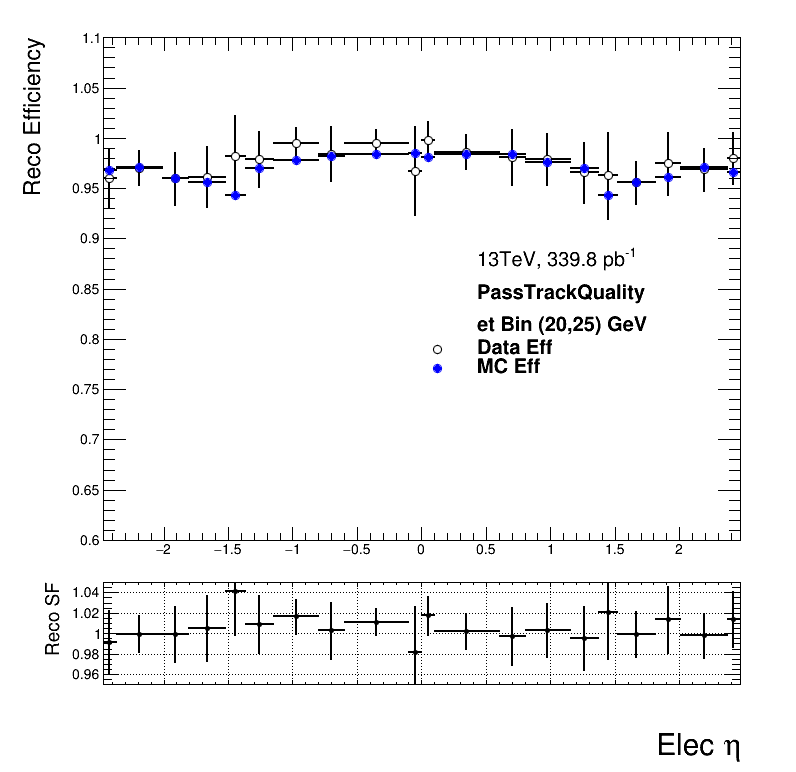 Reco Efficiency
1.1
1.05
1
0.95
0.9
0.85
0.8
0.75
0.7
0.65
0.6
13TeV, 339.8 pb-1
PassTrackQuality
et Bin (20,25) GeV
Data Eff
MC Eff
−2 −1.5 −1 −0.5 0 0.5 1 1.5 2
Reco SF
1.04
1.02
1
0.98
0.96
Elec η